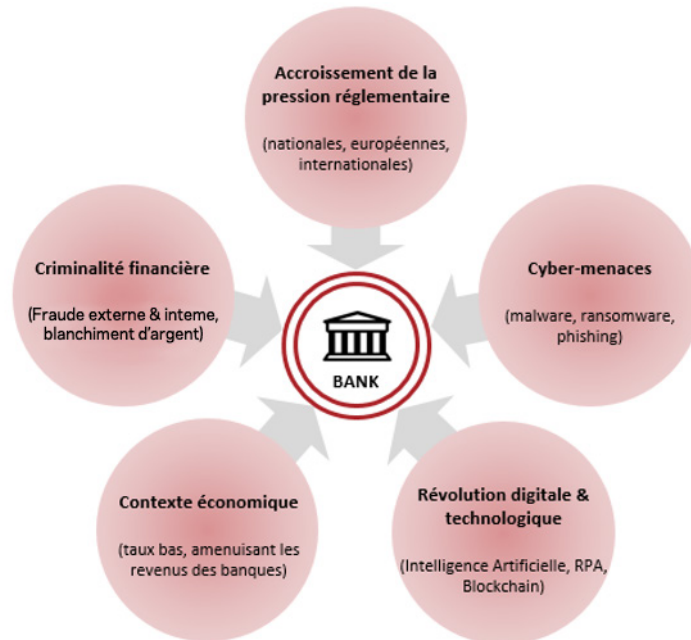 Accroissement de la
pression réglementaire
(nationales, européennes,
internationales)
Criminalité financière
(Fraude externe & inteme,
blanchiment d'argent)
Cyber-menaces
(malware, ransomware,
phishing)
BANK
Contexte économique
(taux bas, amenuisant les
revenus des banques)
Révolution digitale &
technologique
(Intelligence Artificielle, RPA,
Blockchain)